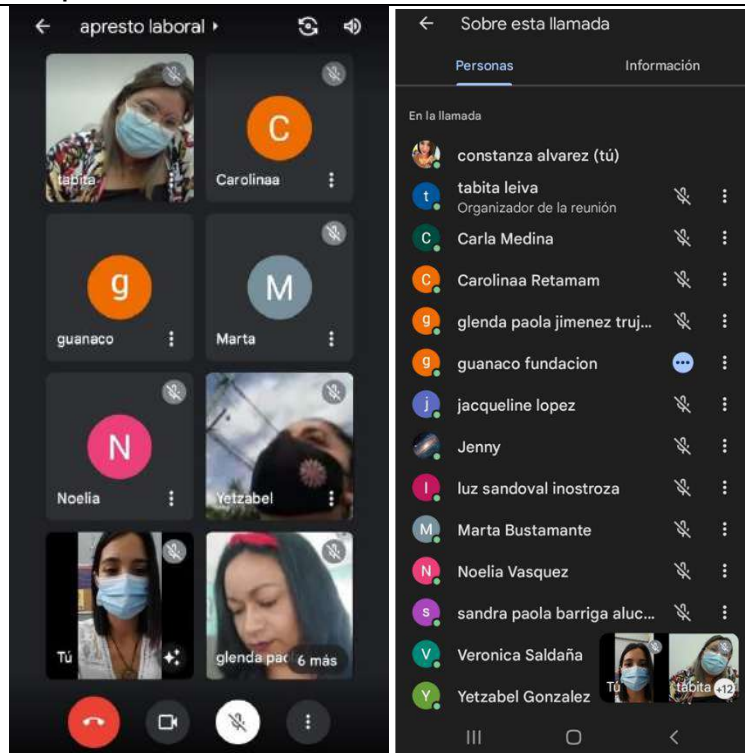 apresto laboral
tabita
C
Carolinaa
g
guanaco
M
Marta
N
Noelia
Yetzabel
Tú
glenda pao
6 más
Sobre esta llamada
Personas
Información
En la llamada
constanza alvarez (tú)
t
tabita leiva
Organizador de la reunión
C
Carla Medina
C
Carolinaa Retamam
g
glenda paola jimenez truj...
g
guanaco fundacion
j
jacqueline lopez
Jenny
l
luz sandoval inostroza
M
Marta Bustamante
N
Noelia Vasquez
s
sandra paola barriga aluc...
V
Veronica Saldaña
Y
Yetzabel Gonzalez
Tú
tabita
+12